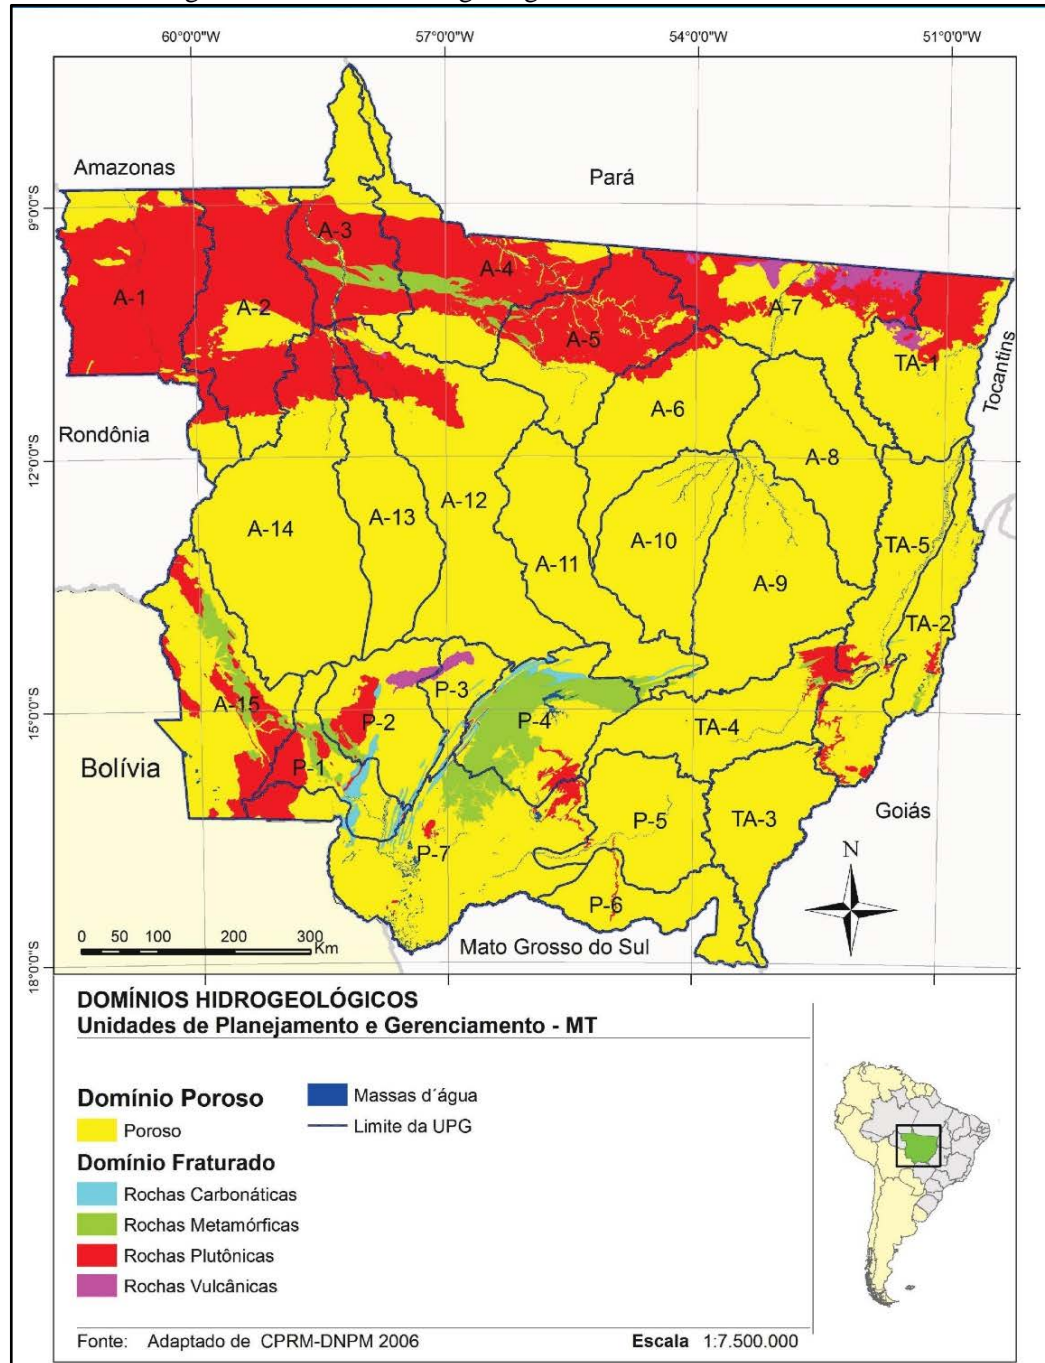 60°0'0"W 57°0'0"W 54°0'0"W 51°0'0"W
Amazonas
Pará
9°0'0"S
A-3
A-4
A-1
A-2
A-7
A-5
TA-1
Tocantins
A-6
Rondônia
12°0'0"S
A-8
A-12
A-14
A-13
A-10
A-11
TA-5
A-9
TA-2
P-3
A-15
P-2
P-4
TA-4
15°0'0"S
Bolívia
P-1
Goiás
P-5
TA-3
P-7
N
P-6
0 50 100 200 300
Km
Mato Grosso do Sul
18°0'0"S
DOMÍNIOS HIDROGEOLÓGICOS
Unidades de Planejamento e Gerenciamento - MT
Domínio Poroso
Poroso
Domínio Fraturado
Rochas Carbonáticas
Rochas Metamórficas
Rochas Plutônicas
Rochas Vulcânicas
Massas d´água
Limite da UPG
Fonte: Adaptado de CPRM-DNPM 2006
Escala 1:7.500.000